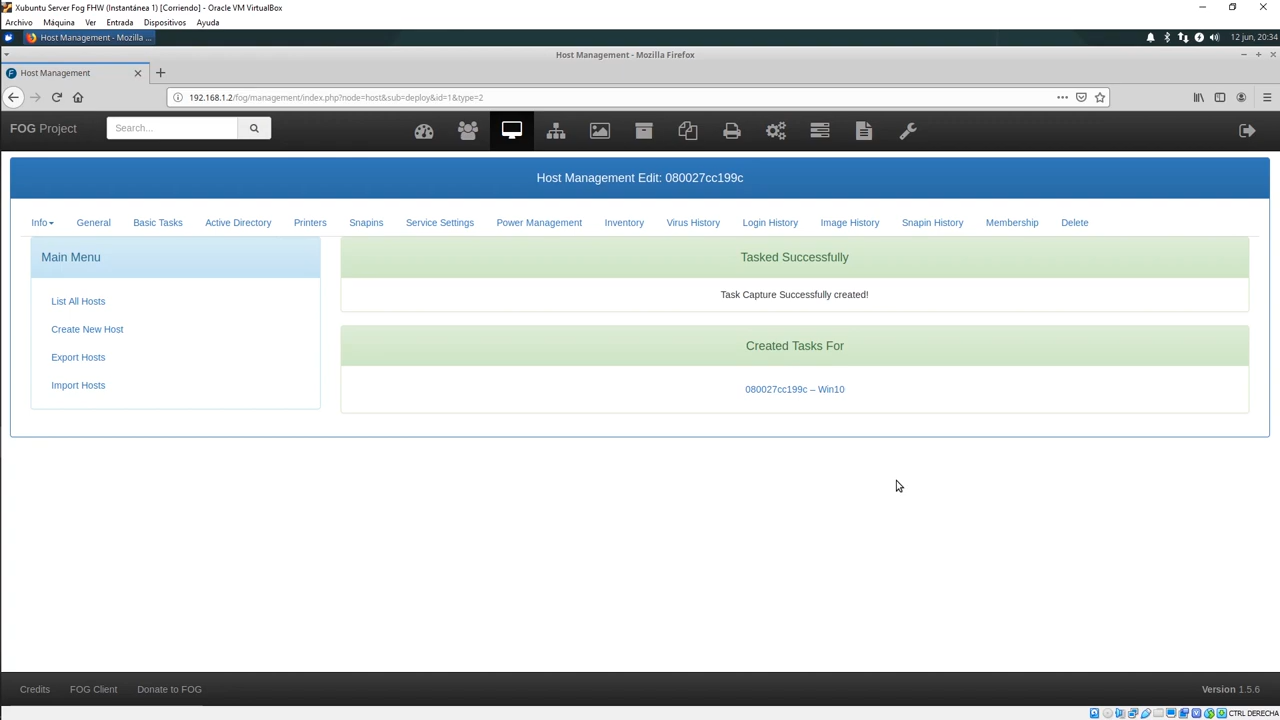 Xubuntu Server Fog FHW (Instantánea 1) [Corriendo] - Oracle VM VirtualBox
Archivo Máquina Ver Entrada Dispositivos Ayuda
Host Management - Mozilla ... 12 jun, 20:34
Host Management - Mozilla Firefox
Host Management
192.168.1.2/fog/management/index.php?node=host&sub=deploy&id=1&type=2
FOG Project Search...
Host Management Edit: 080027cc199c
Info General Basic Tasks Active Directory Printers Snapins Service Settings Power Management Inventory Virus History Login History Image History Snapin History Membership Delete
Main Menu
List All Hosts
Create New Host
Export Hosts
Import Hosts
Tasked Successfully
Task Capture Successfully created!
Created Tasks For
080027cc199c – Win10
Credits FOG Client Donate to FOG Version 1.5.6
CTRL DERECHA